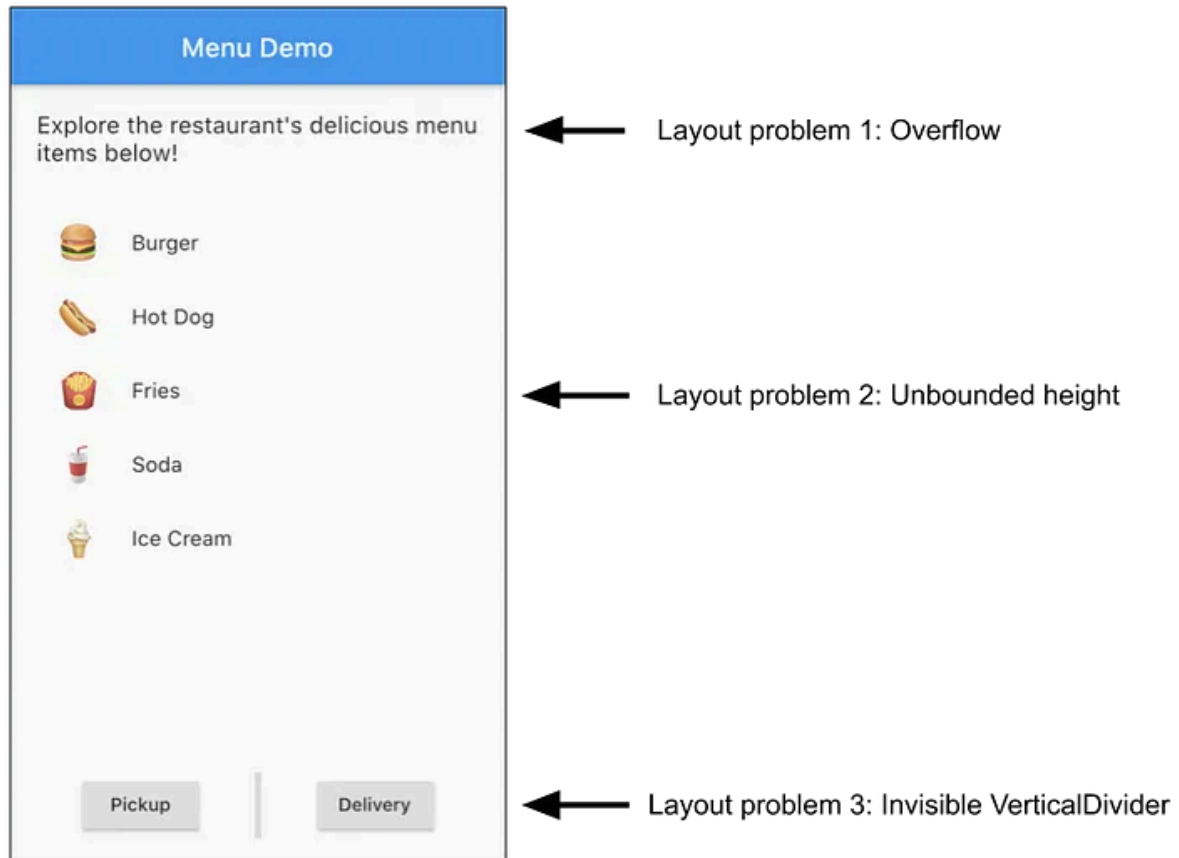 Menu Demo
Explore the restaurant's delicious menu
items below!
Layout problem 1: Overflow
Burger
Hot Dog
Fries
Layout problem 2: Unbounded height
Soda
Ice Cream
Pickup
Delivery
Layout problem 3: Invisible VerticalDivider